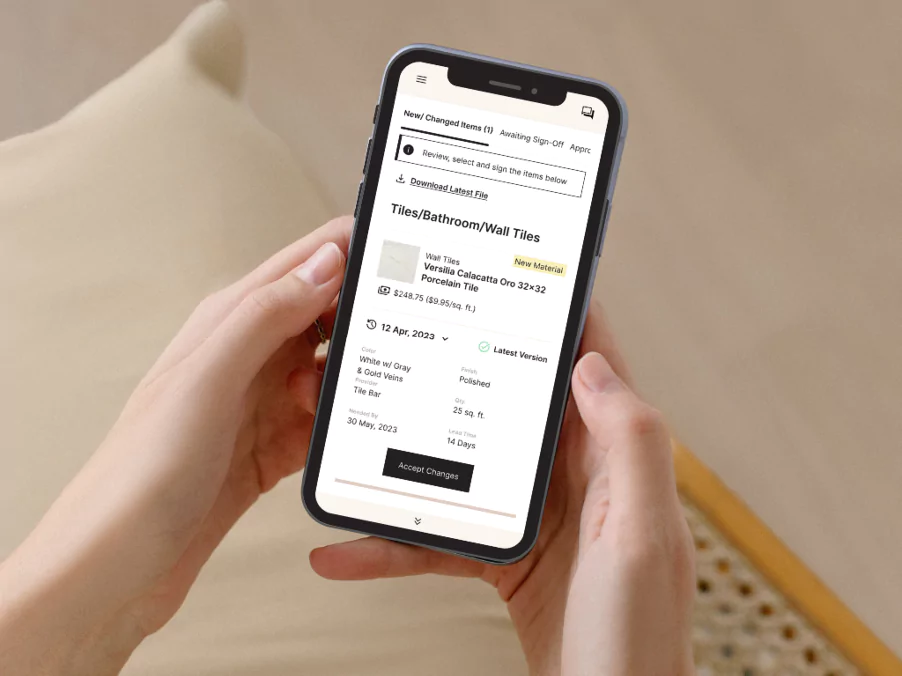 New/ Changed Items (1) Awaiting Sign-Off Appro
Review, select and sign the items below
Download Latest File
Tiles/Bathroom/Wall Tiles
Wall Tiles
New Material
Versilia Calacatta Oro 32x32
Porcelain Tile
$248.75 ($9.95/sq. ft.)
12 Apr, 2023
Latest Version
Color
White w/ Gray
& Gold Veins
Finish
Polished
Provider
Tile Bar
Qty.
25 sq. ft.
Needed By
30 May, 2023
Lead Time
14 Days
Accept Changes